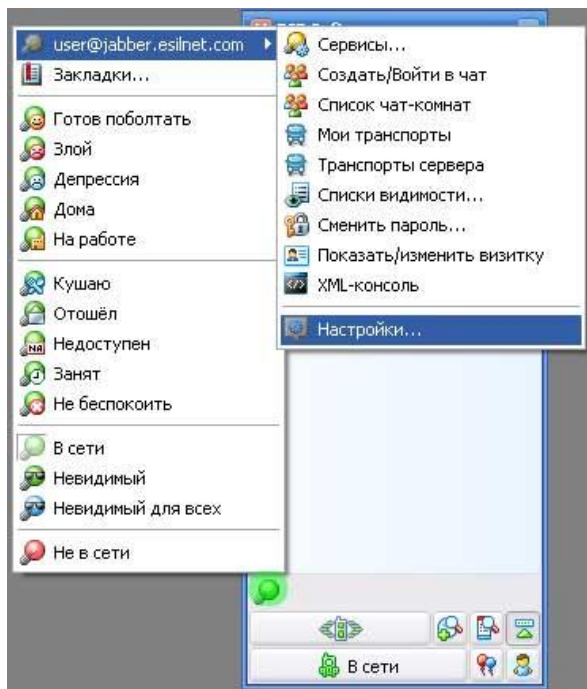 user@jabber.esilnet.com
Закладки...
Готов поболтать
Злой
Депрессия
Дома
На работе
Кушаю
Отошёл
NA Недоступен
Занят
Не беспокоить
В сети
Невидимый
Невидимый для всех
Не в сети
Сервисы...
Создать/Войти в чат
Список чат-комнат
Мои транспорты
Транспорты сервера
Списки видимости...
Сменить пароль...
Показать/изменить визитку
XML-консоль
Настройки...
В сети